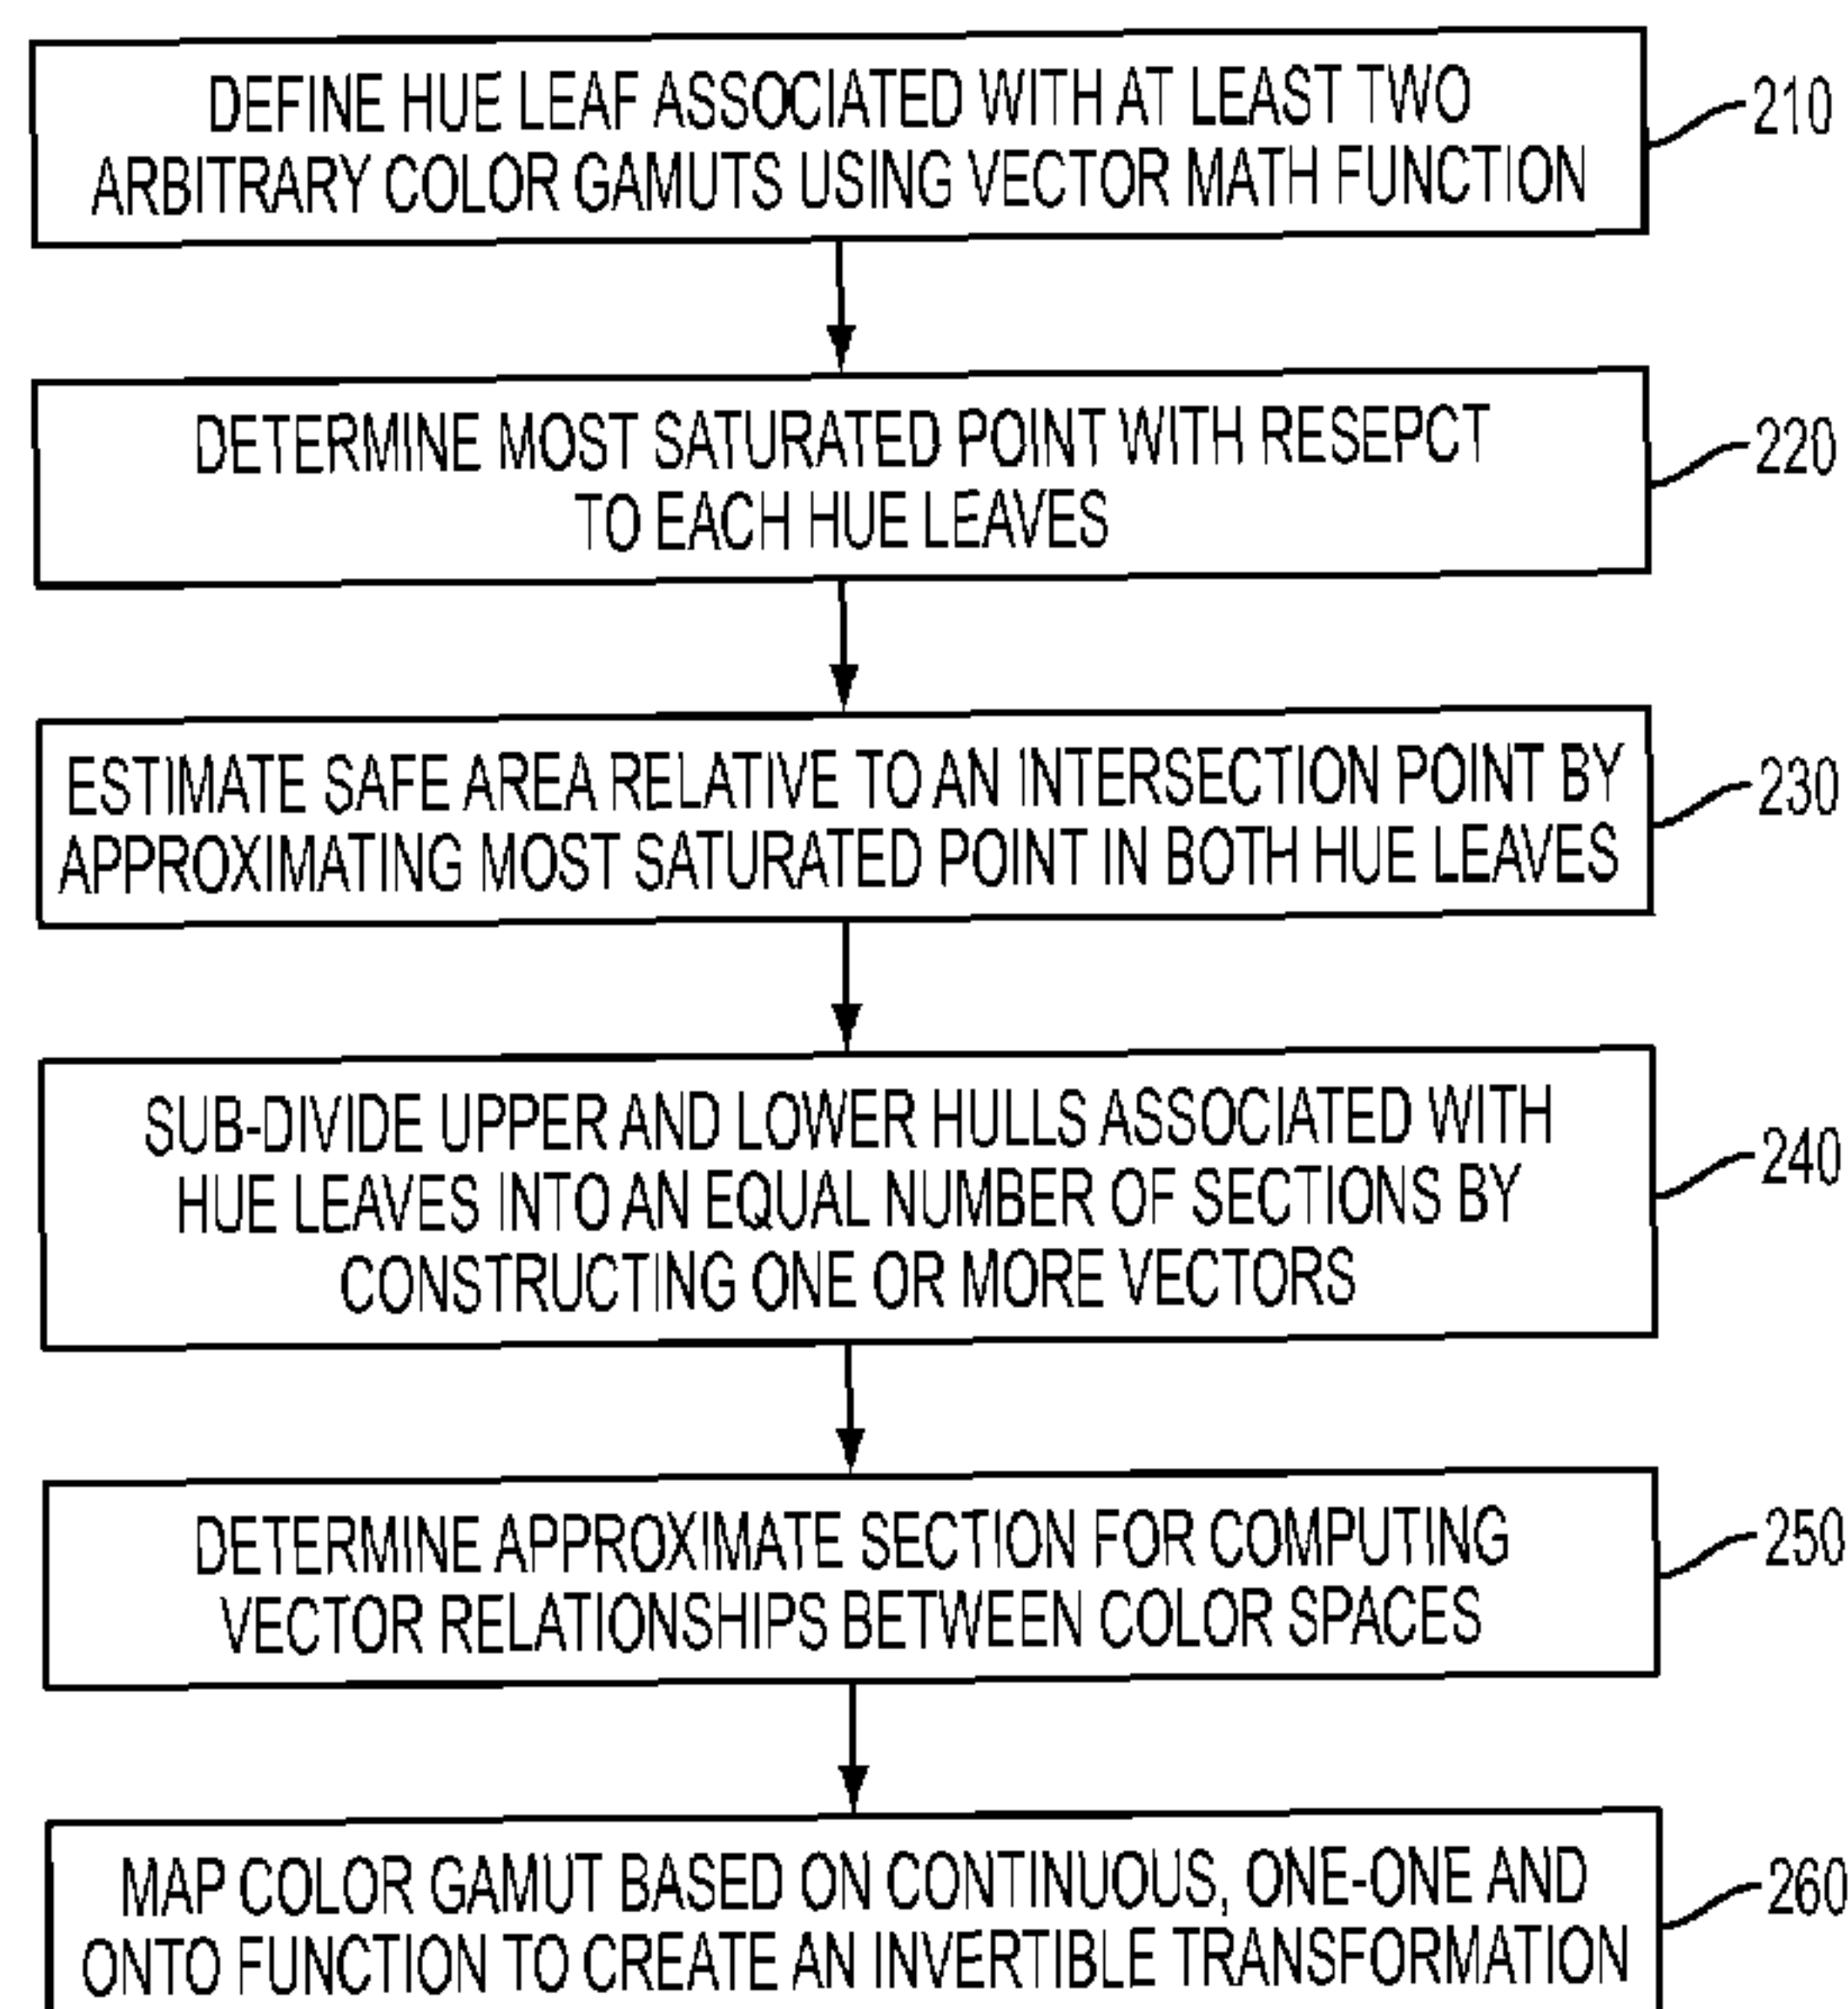 DEFINE HUE LEAF ASSOCIATED WITH AT LEAST TWO
ARBITRARY COLOR GAMUTS USING VECTOR MATH FUNCTION
210
DETERMINE MOST SATURATED POINT WITH RESEPCT
TO EACH HUE LEAVES
220
ESTIMATE SAFE AREA RELATIVE TO AN INTERSECTION POINT BY
APPROXIMATING MOST SATURATED POINT IN BOTH HUE LEAVES
230
SUB-DIVIDE UPPER AND LOWER HULLS ASSOCIATED WITH
HUE LEAVES INTO AN EQUAL NUMBER OF SECTIONS BY
CONSTRUCTING ONE OR MORE VECTORS
240
DETERMINE APPROXIMATE SECTION FOR COMPUTING
VECTOR RELATIONSHIPS BETWEEN COLOR SPACES
250
MAP COLOR GAMUT BASED ON CONTINUOUS, ONE-ONE AND
ONTO FUNCTION TO CREATE AN INVERTIBLE TRANSFORMATION
260